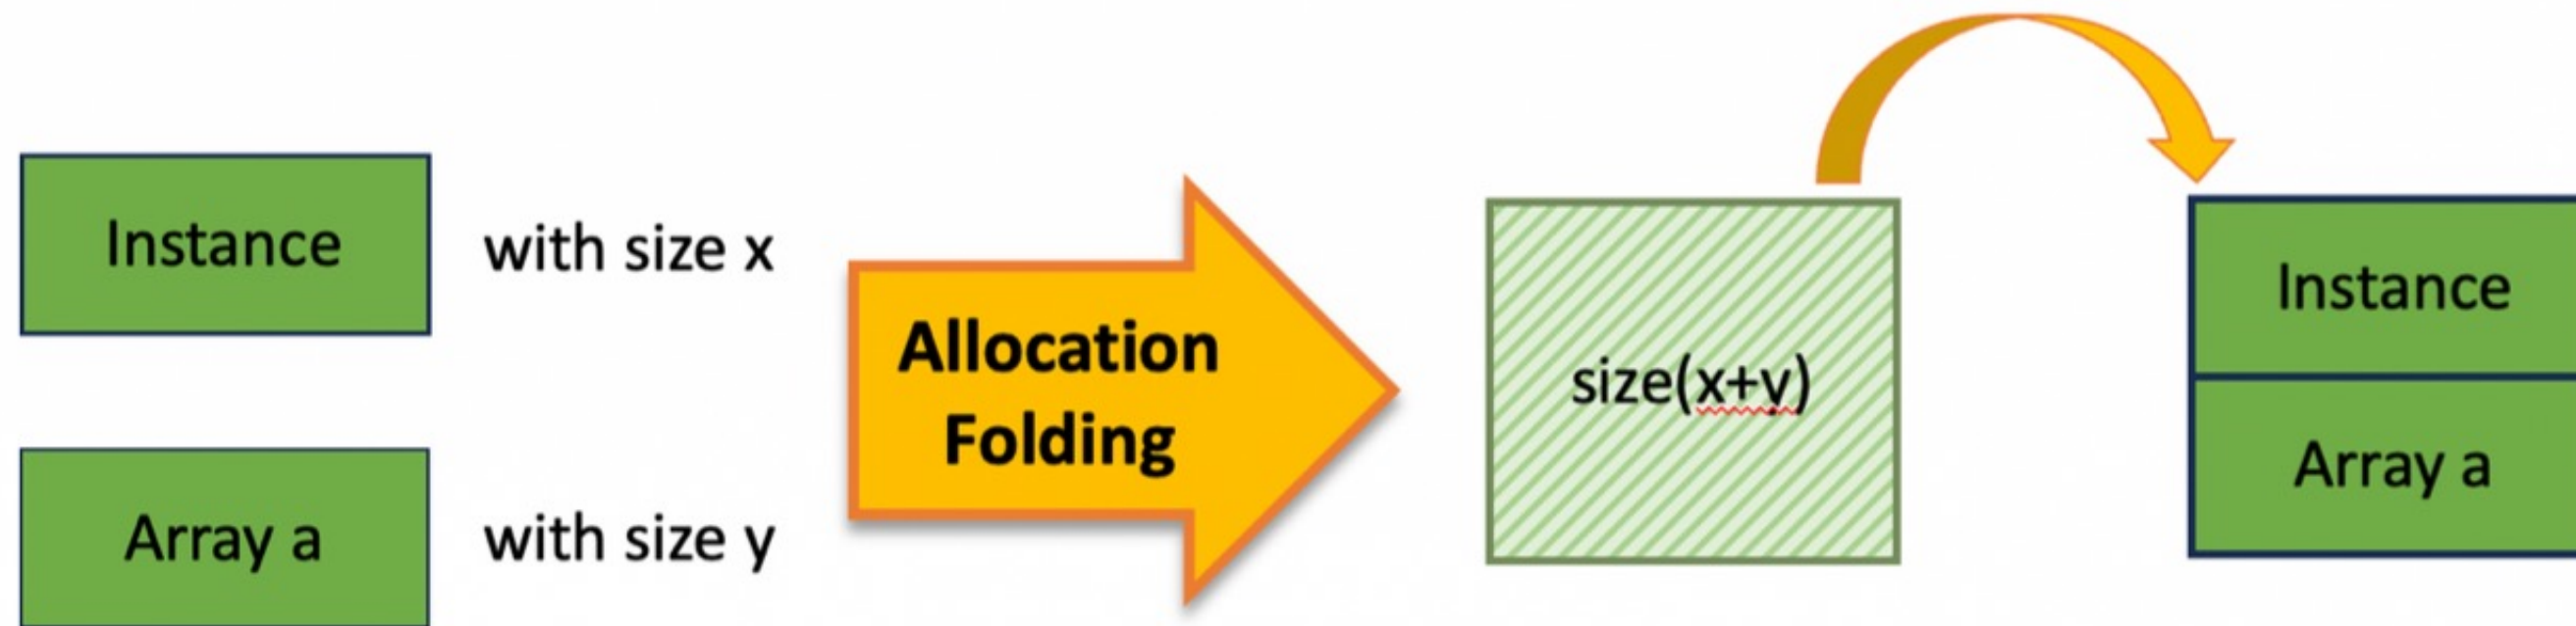 Instance
with size x
Array a
with size y
Allocation
Folding
size(x+y)
Instance
Array a